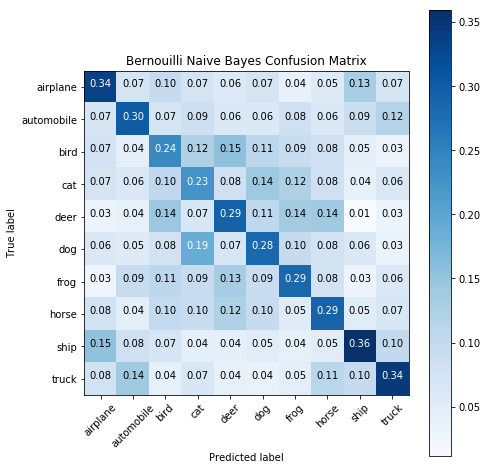 Bernouilli Naive Bayes Confusion Matrix
True label
airplane 0.34 0.07 0.10 0.07 0.06 0.07 0.04 0.05 0.13 0.07
automobile 0.07 0.30 0.07 0.09 0.06 0.06 0.08 0.06 0.09 0.12
bird 0.07 0.04 0.24 0.12 0.15 0.11 0.09 0.08 0.05 0.03
cat 0.07 0.06 0.10 0.23 0.08 0.14 0.12 0.08 0.04 0.06
deer 0.03 0.04 0.14 0.07 0.29 0.11 0.14 0.14 0.01 0.03
dog 0.06 0.05 0.08 0.19 0.07 0.28 0.10 0.08 0.06 0.03
frog 0.03 0.09 0.11 0.09 0.13 0.09 0.29 0.08 0.03 0.06
horse 0.08 0.04 0.10 0.10 0.12 0.10 0.05 0.29 0.05 0.07
ship 0.15 0.08 0.07 0.04 0.04 0.05 0.04 0.05 0.36 0.10
truck 0.08 0.14 0.04 0.07 0.04 0.04 0.05 0.11 0.10 0.34
airplane automobile bird cat deer dog frog horse ship truck
Predicted label
0.35
0.30
0.25
0.20
0.15
0.10
0.05